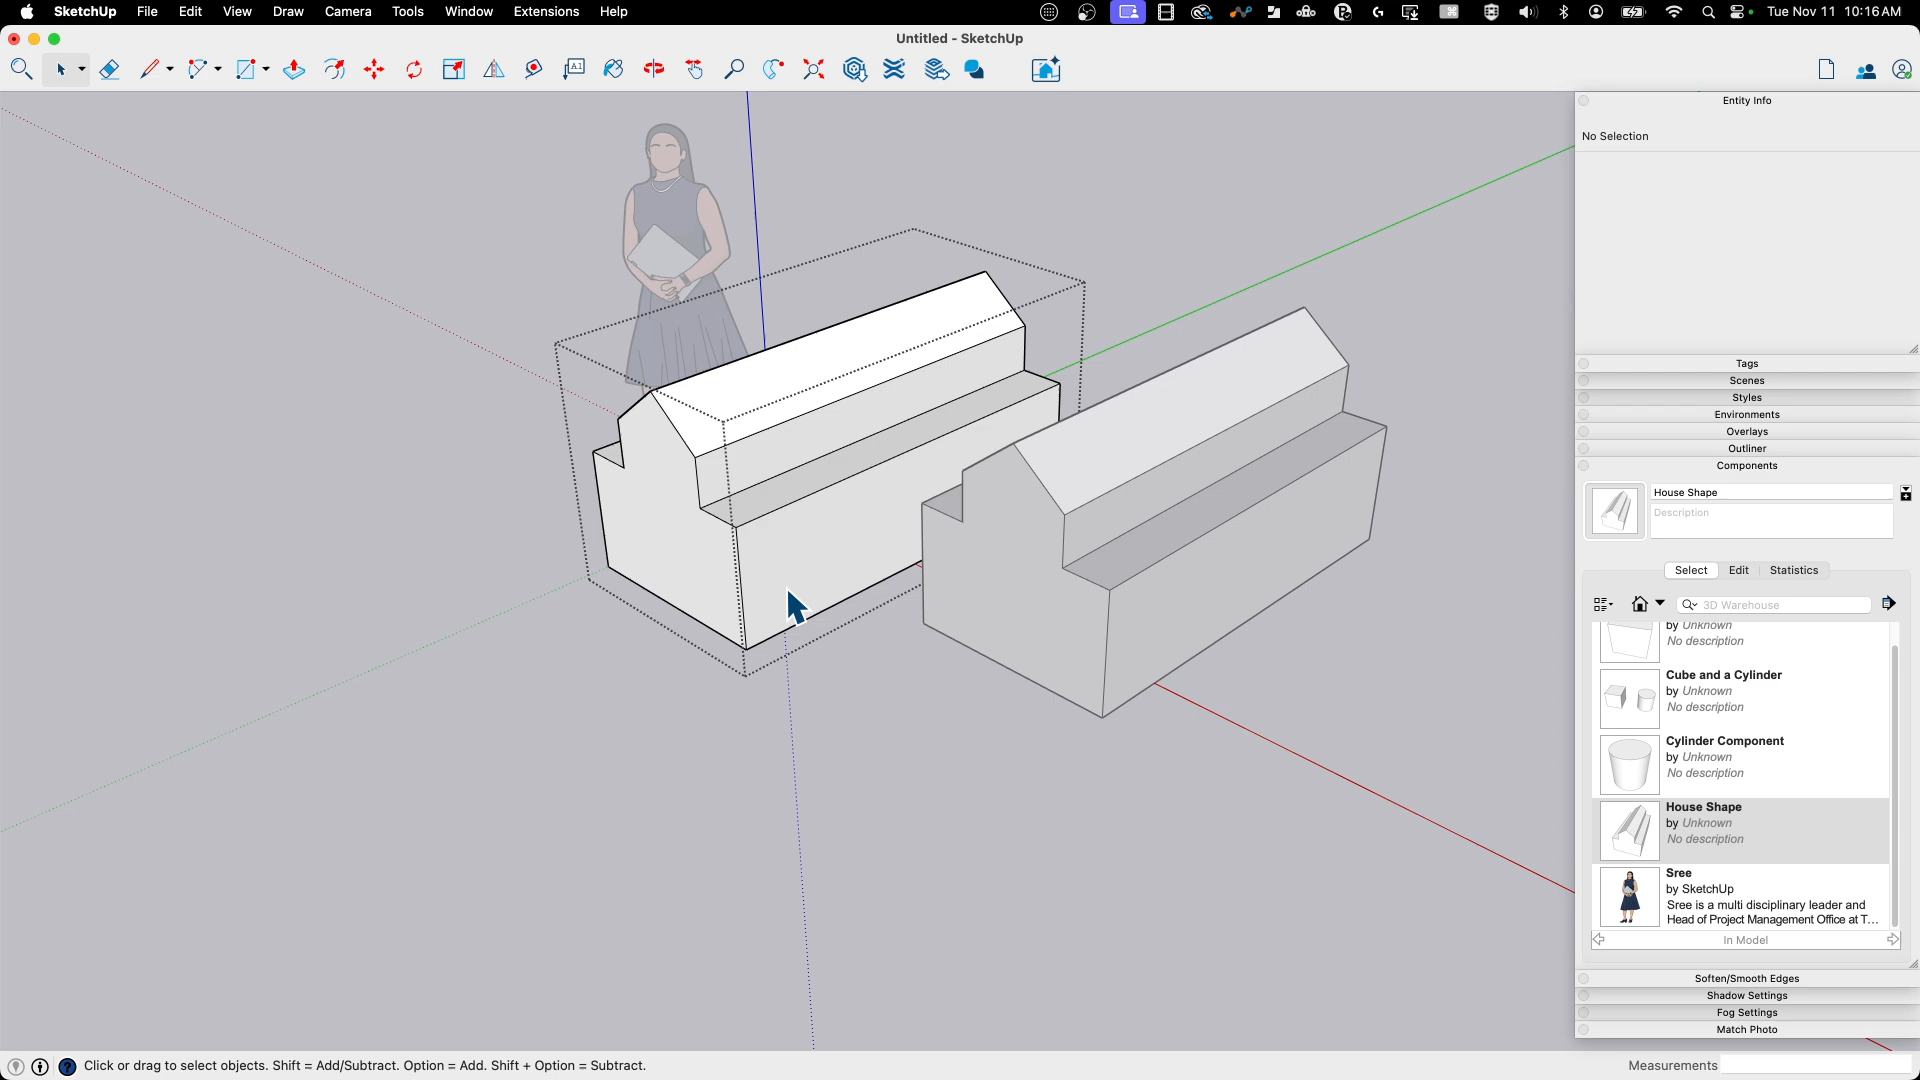 SketchUp File Edit View Draw Camera Tools Window Extensions Help Tue Nov 11 10:16 AM
Untitled - SketchUp
A1
Entity Info
No Selection
Tags
Scenes
Styles
Environments
Overlays
Outliner
Components
House Shape
Description
Select Edit Statistics
3D Warehouse
by Unknown
No description
Cube and a Cylinder
by Unknown
No description
Cylinder Component
by Unknown
No description
House Shape
by Unknown
No description
Sree
by SketchUp
Sree is a multi disciplinary leader and
Head of Project Management Office at T...
In Model
Soften/Smooth Edges
Shadow Settings
Fog Settings
Match Photo
Click or drag to select objects. Shift = Add/Subtract. Option = Add. Shift + Option = Subtract.
Measurements